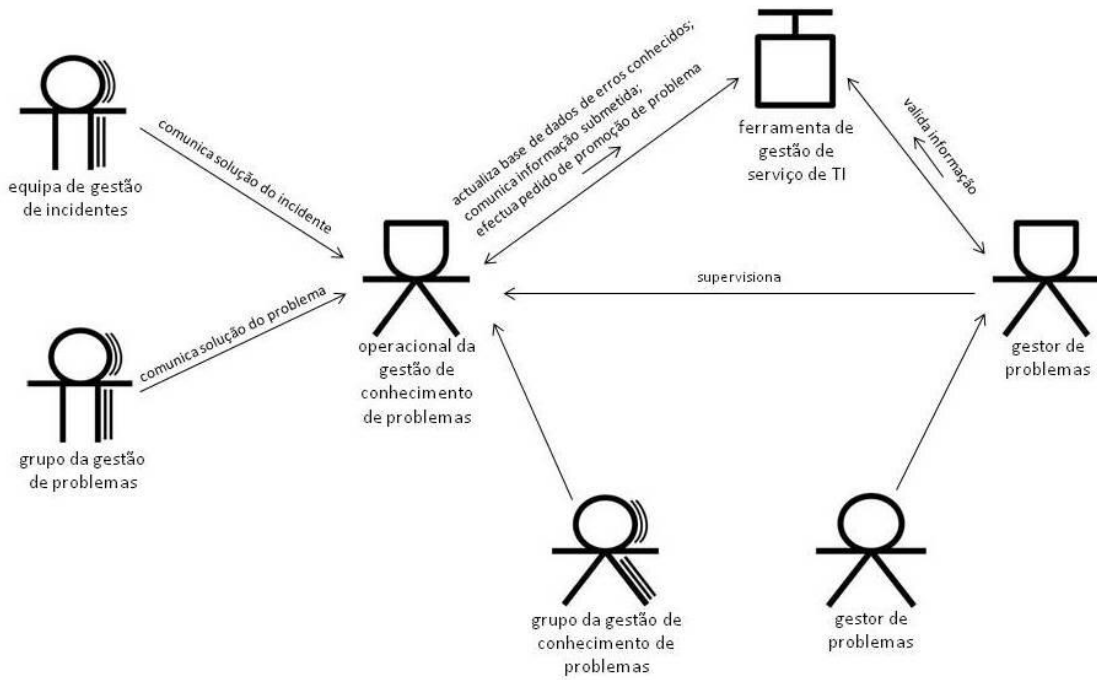 equipa de gestão
de incidentes
comunica solução do incidente
comunica solução do problema
grupo da gestão
de problemas
actualiza base de dados de erros conhecidos;
comunica informação submetida;
efectua pedido de promoção de problema
ferramenta de
gestão de
serviço de TI
valida informação
supervisiona
operacional da
gestão de
conhecimento
de problemas
gestor de
problemas
grupo da gestão de
conhecimento de
problemas
gestor de
problemas